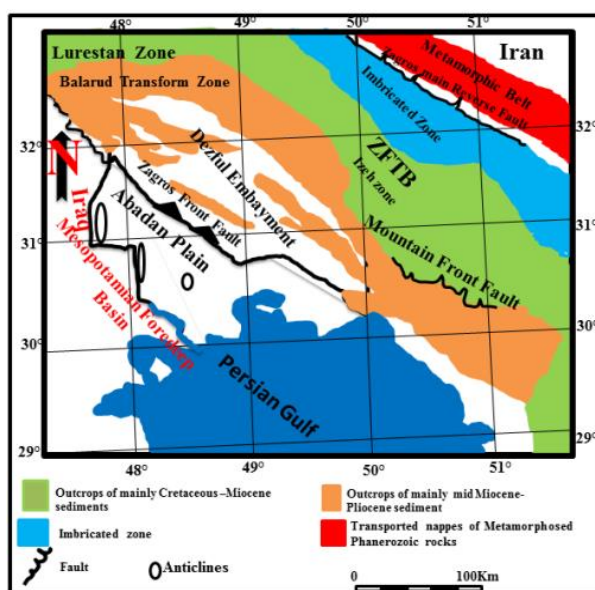 48° 49° 50° 51°
Lurestan Zone
Iran
Balarud Transform Zone
Metamorphic Belt
Zagros main Reverse Fault
Imbricated Zone
32°
32°
N
ZFTB
Izeh zone
Dezful Embayment
Zagros Front Fault
Abadan Plain
Iraq
31°
31°
Mountain Front Fault
Mesopotamian Foredeep
Basin
30°
30°
Persian Gulf
29°
29°
48° 49° 50° 51°
Outcrops of mainly Cretaceous –Miocene
sediments
Outcrops of mainly mid Miocene-
Pliocene sediment
Imbricated zone
Transported nappes of Metamorphosed
Phanerozoic rocks
Fault
Anticlines
0 100Km